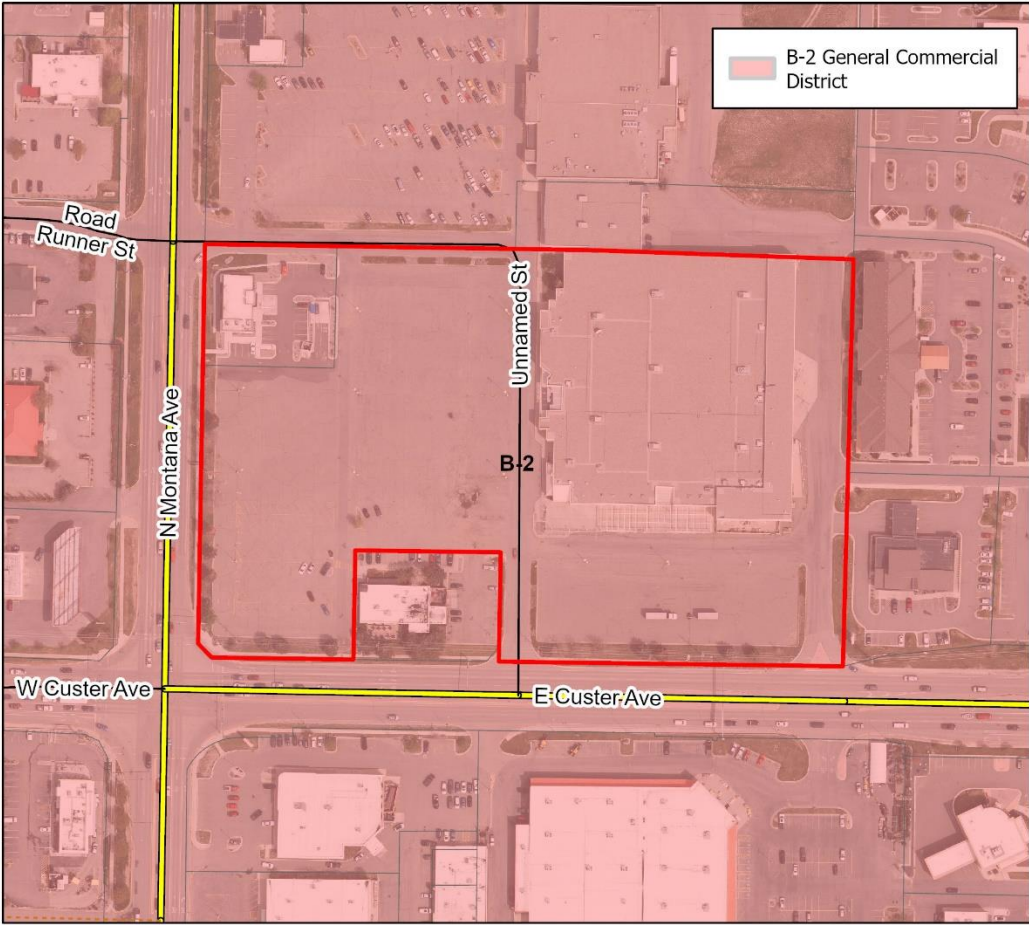 B-2 General Commercial
District
Road
Runner St
Unnamed St
N Montana Ave
B-2
W Custer Ave
E Custer Ave